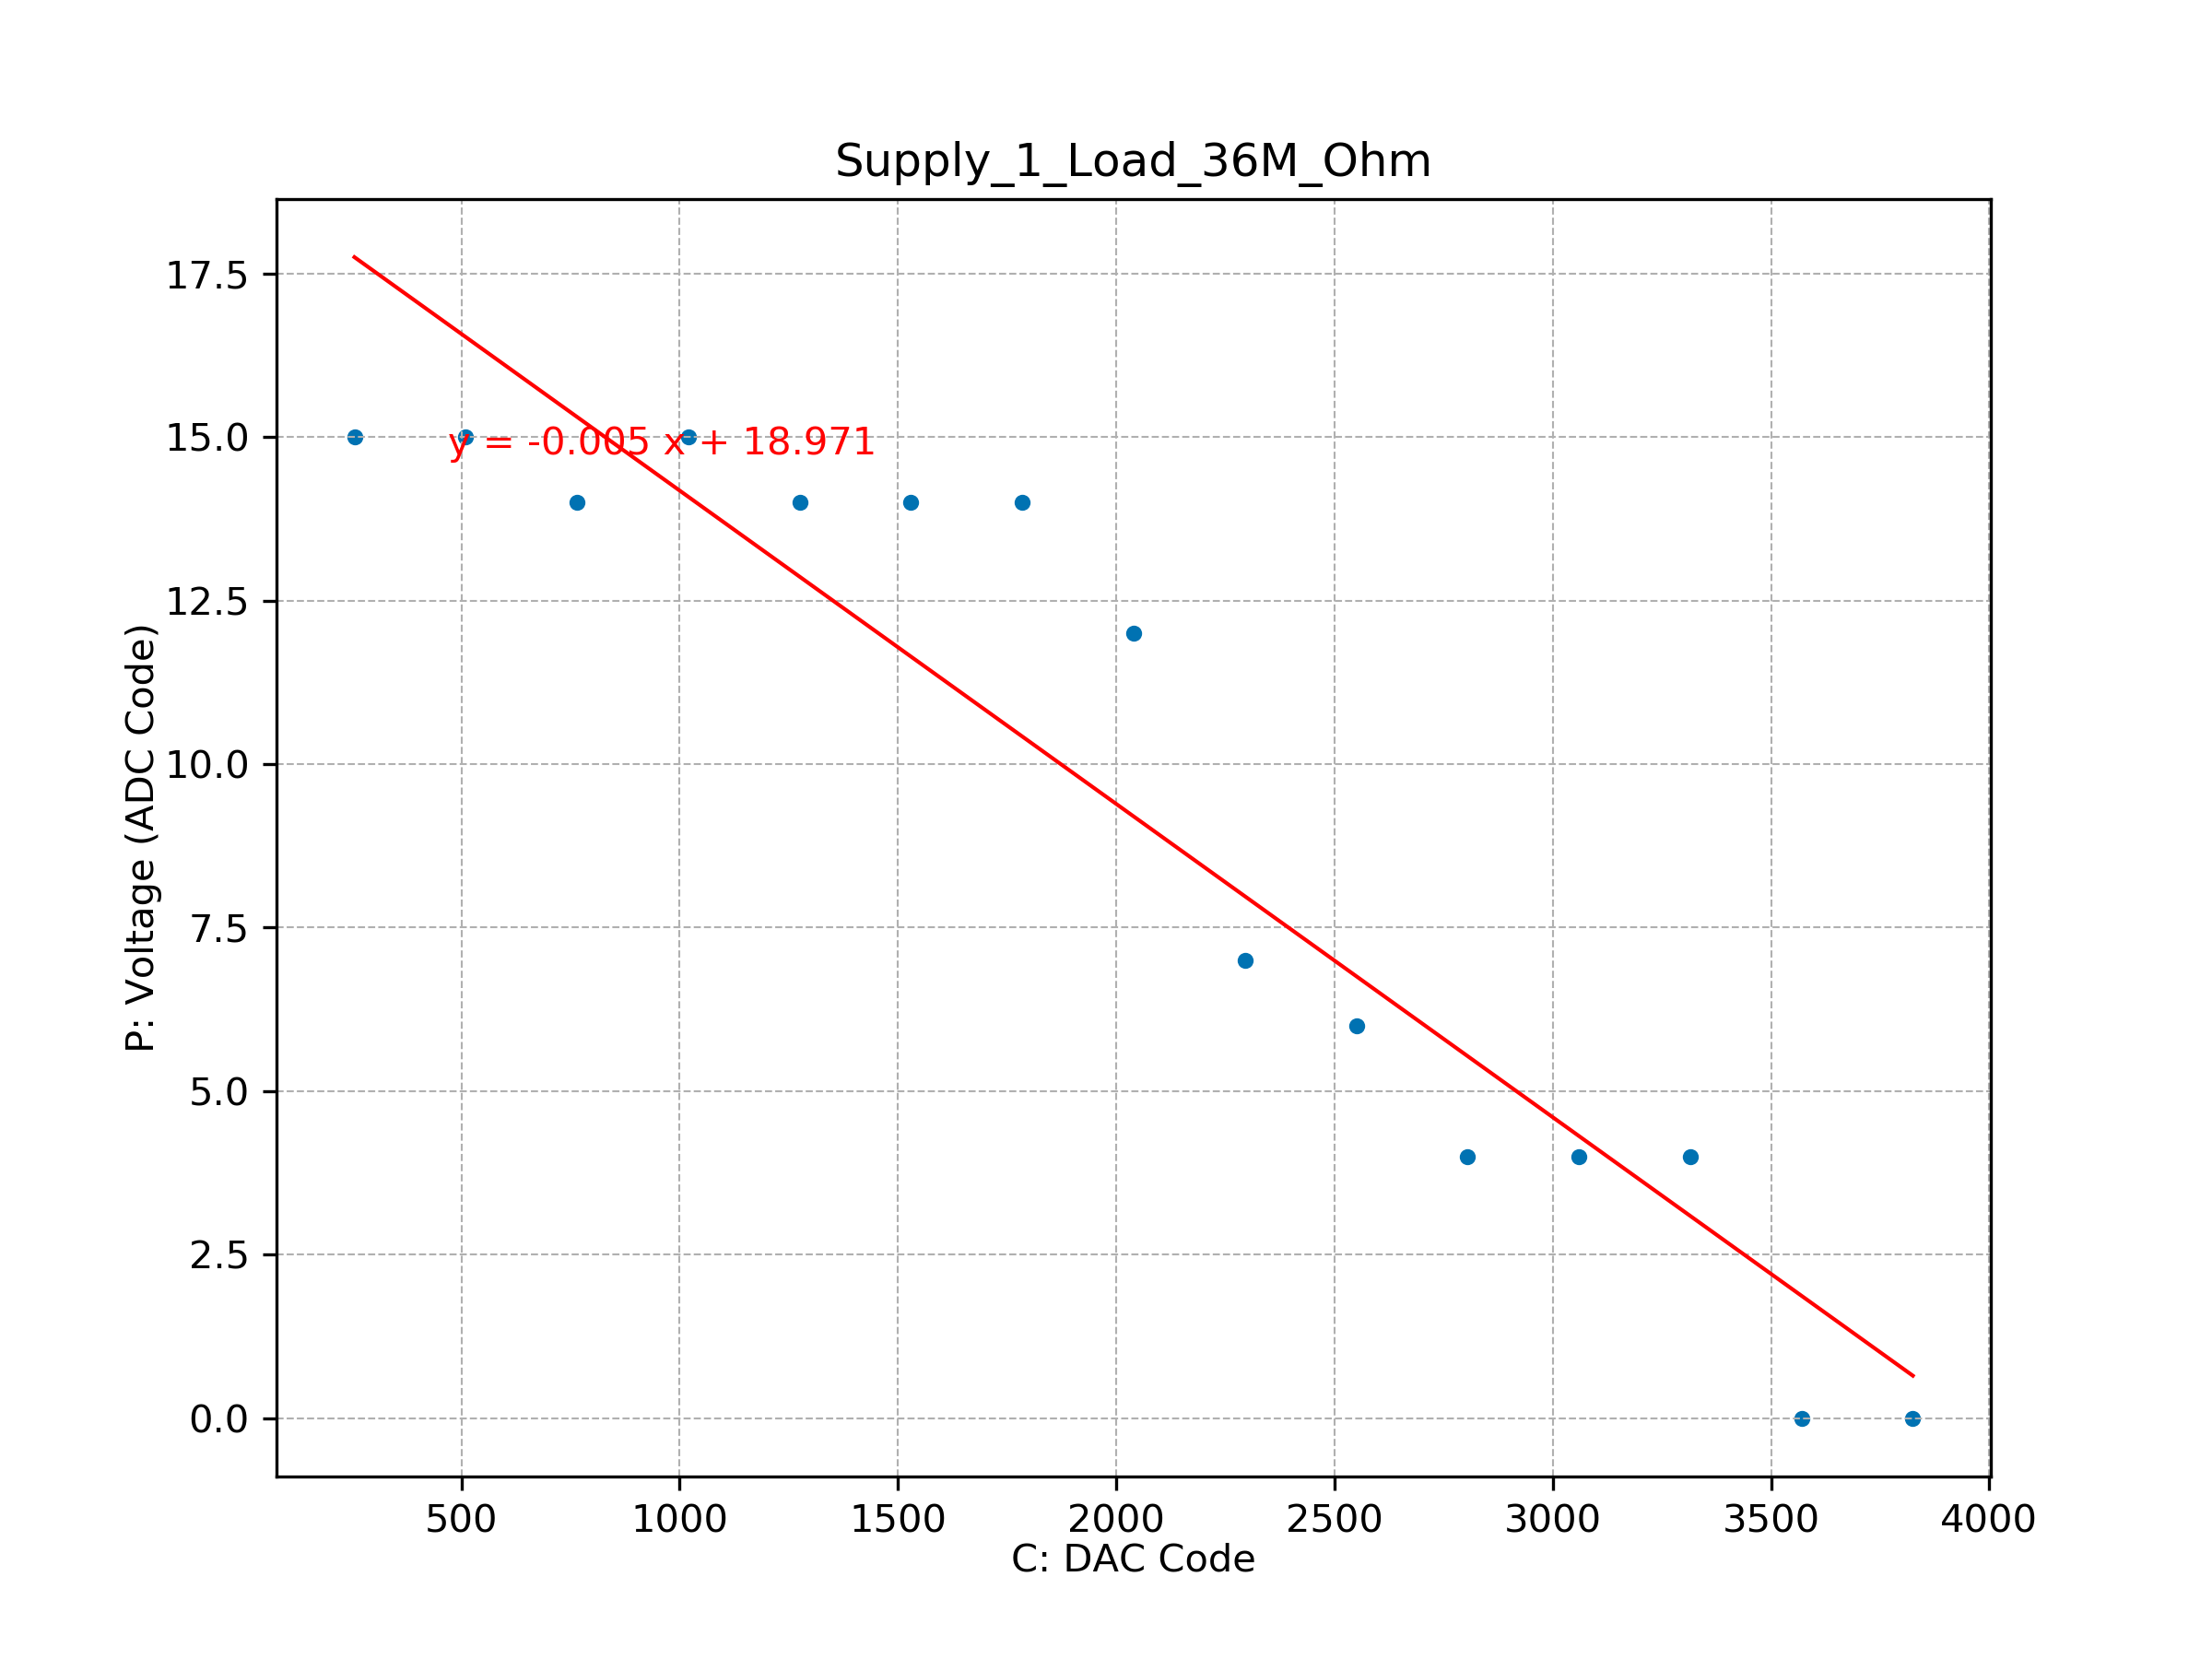 Supply_1_Load_36M_Ohm
17.5
15.0
12.5
10.0
7.5
5.0
2.5
0.0
P: Voltage (ADC Code)
y = -0.005 x + 18.971
500 1000 1500 2000 2500 3000 3500 4000
C: DAC Code